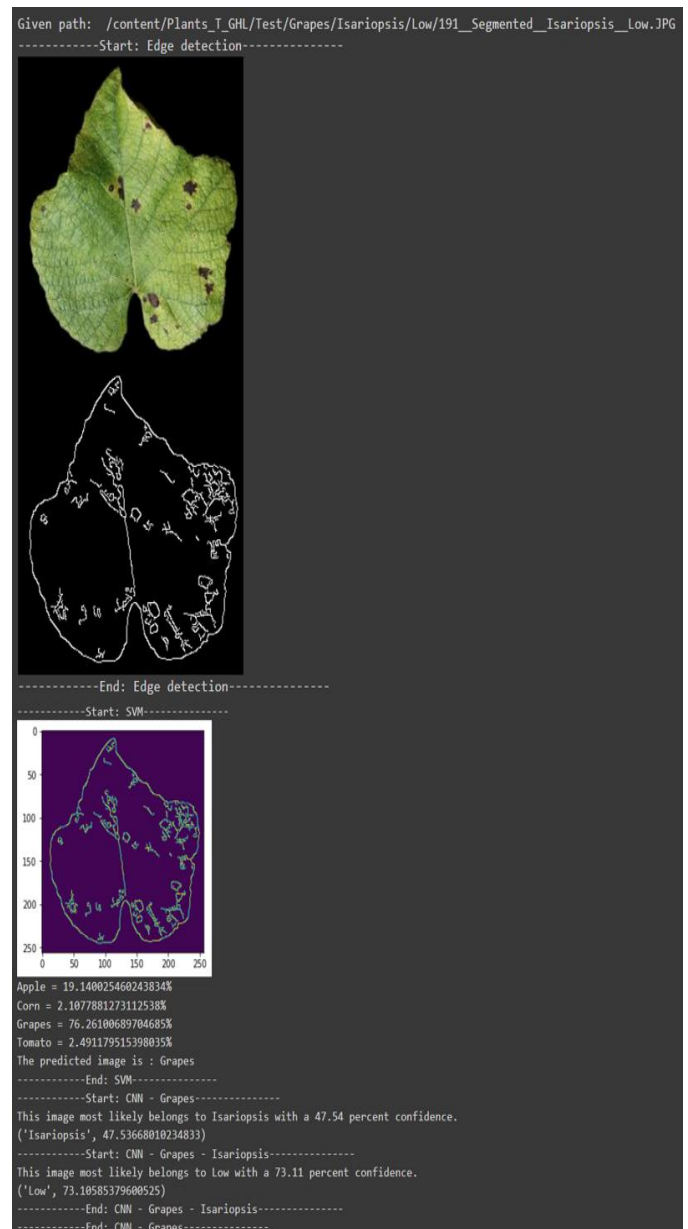 Given path:  /content/Plants_T_GHL/Test/Grapes/Isariopsis/Low/191__Segmented__Isariopsis__Low.JPG
------------Start: Edge detection---------------
------------End: Edge detection---------------
------------Start: SVM---------------
0
50
100
150
200
250
0 50 100 150 200 250
Apple = 19.140025460243834%
Corn = 2.1077881273112538%
Grapes = 76.26100689704685%
Tomato = 2.491179515398035%
The predicted image is : Grapes
------------End: SVM---------------
------------Start: CNN - Grapes---------------
This image most likely belongs to Isariopsis with a 47.54 percent confidence.
('Isariopsis', 47.53668010234833)
------------Start: CNN - Grapes - Isariopsis---------------
This image most likely belongs to Low with a 73.11 percent confidence.
('Low', 73.10585379600525)
------------End: CNN - Grapes - Isariopsis---------------
------------End: CNN - Grapes---------------